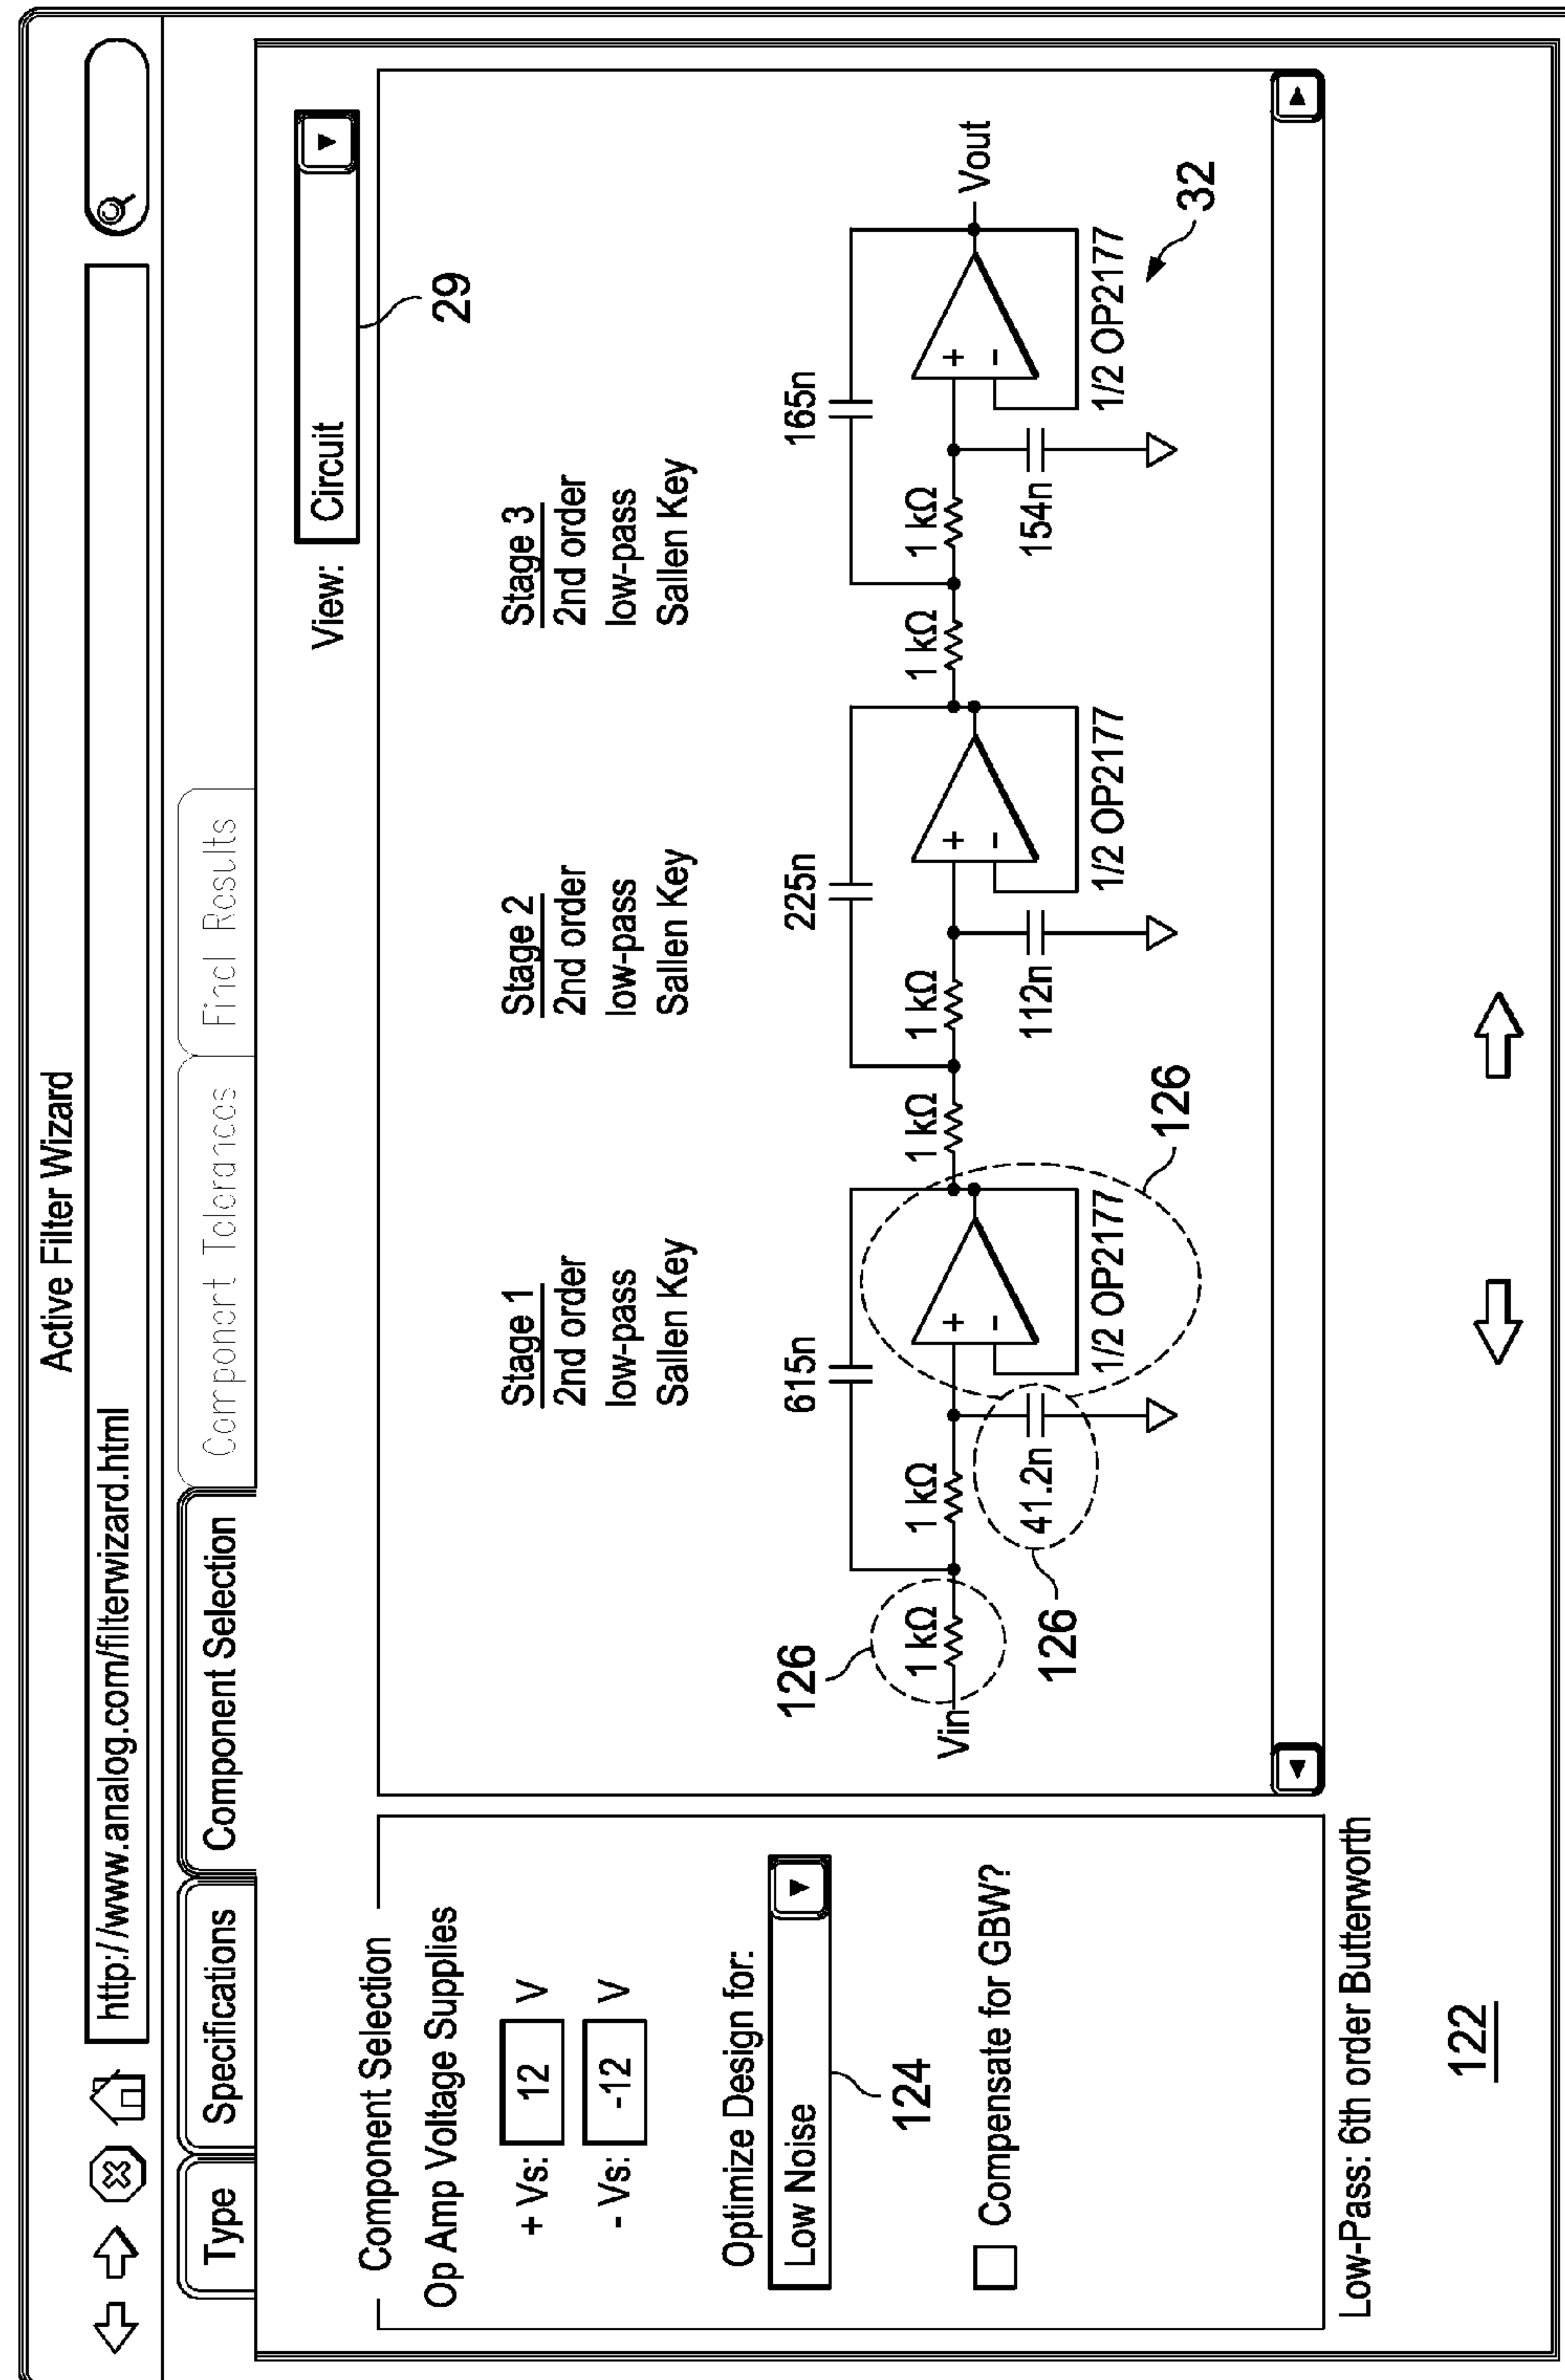 Active Filter Wizard
http://www.analog.com/filterwizard.html
Type
Specifications
Component Selection
Component Tolerances
Final Results
Component Selection
Op Amp Voltage Supplies
+ Vs: 12 V
- Vs: -12 V
Optimize Design for:
Low Noise
124
Compensate for GBW?
View: Circuit
29
Stage 1
2nd order
low-pass
Sallen Key
Stage 2
2nd order
low-pass
Sallen Key
Stage 3
2nd order
low-pass
Sallen Key
615n
225n
165n
126
Vin
1 kΩ
1 kΩ
1 kΩ
1 kΩ
1 kΩ
1 kΩ
Vout
+
-
+
-
+
-
41.2n
112n
154n
126
1/2 OP2177
1/2 OP2177
1/2 OP2177
126
32
Low-Pass: 6th order Butterworth
122